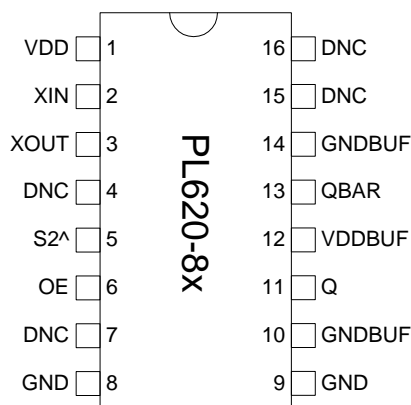 VDD 1 16 DNC
XIN 2 15 DNC
XOUT 3 14 GNDBUF
DNC 4 13 QBAR
S2^ 5 12 VDDBUF
OE 6 11 Q
DNC 7 10 GNDBUF
GND 8 9 GND
PL620-8x